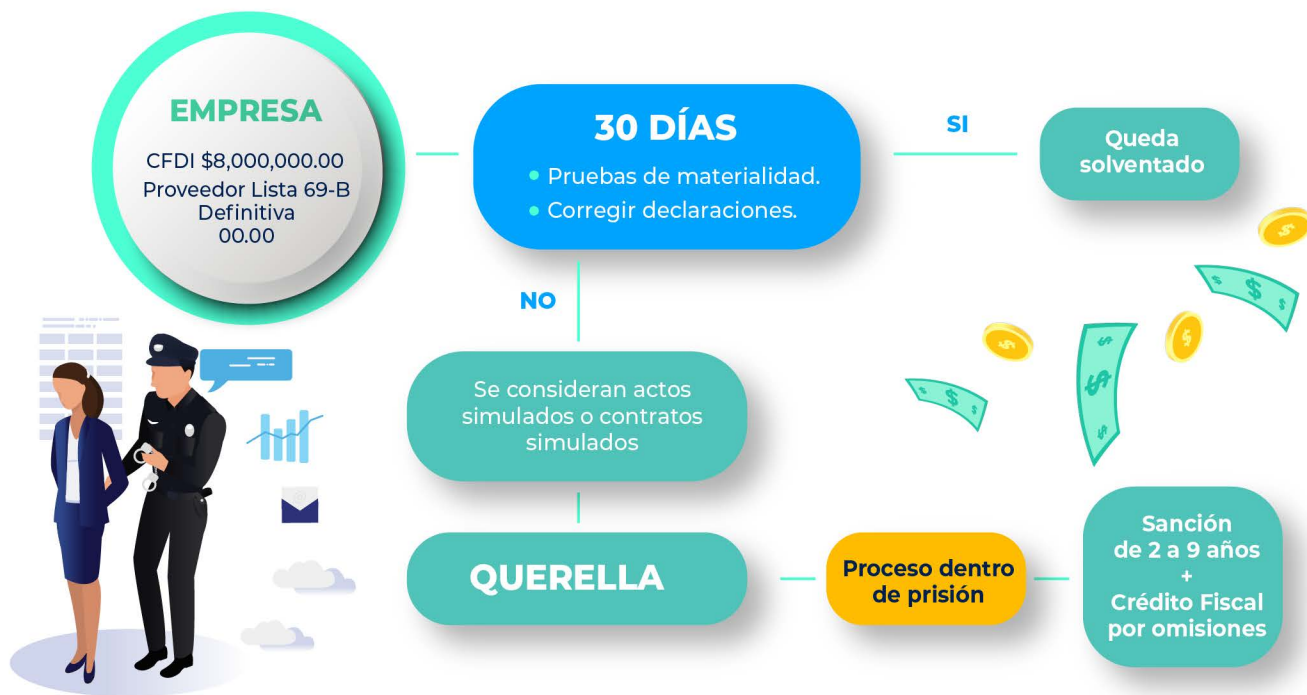 EMPRESA
CFDI $8,000,000.00
Proveedor Lista 69-B
Definitiva
00.00
30 DÍAS
• Pruebas de materialidad.
• Corregir declaraciones.
SI
Queda
solventado
NO
Se consideran actos
simulados o contratos
simulados
QUERELLA
Proceso dentro
de prisión
Sanción
de 2 a 9 años
+
Crédito Fiscal
por omisiones